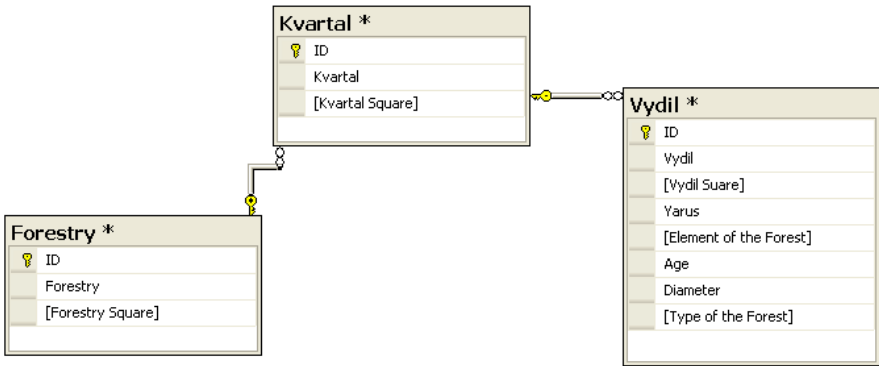 Kvartal *
ID
Kvartal
[Kvartal Square]
Vydil *
ID
Vydil
[Vydil Suare]
Yarus
[Element of the Forest]
Age
Diameter
[Type of the Forest]
Forestry *
ID
Forestry
[Forestry Square]